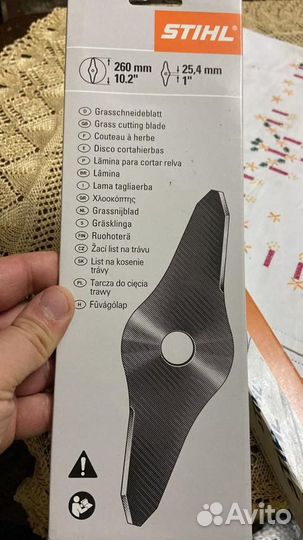 STIHL
260 mm
10.2"
25,4 mm
1"
D Grasschneideblatt
GB Grass cutting blade
F Couteau à herbe
E Disco cortahierbas
P Lâmina para cortar relva
BR Lâmina
I Lama tagliaerba
GR Χλοοκόπτης
NL Grassnijblad
S Gräsklinga
FIN Ruohoterä
CZ Žací list na trávu
SK List na kosenie
trávy
PL Tarcza do cięcia
trawy
H Fűvágólap
Avito